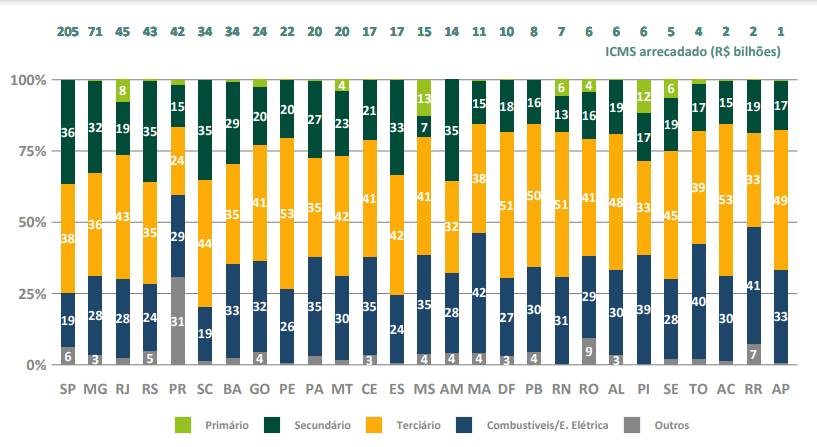 205 71 45 43 42 34 34 24 22 20 20 17 17 15 14 11 10 8 7 6 6 6 5 4 2 2 1
ICMS arrecadado (R$ bilhões)
100%
8 4 13 6 4 12 6
36 32 19 35 15 35 29 20 20 27 23 21 33 7 35 15 18 16 13 16 19 17 19 17 15 19 17
75%
38 36 43 35 24 44 35 41 53 35 42 41 42 41 32 38 51 50 51 41 48 33 45 39 53 33 49
50%
19 28 28 24 29 19 33 32 26 35 30 35 24 35 28 42 27 30 31 29 30 39 28 40 30 41 33
25%
6 3 5 31 4 3 4 4 4 3 4 9 3 7
0%
SP MG RJ RS PR SC BA GO PE PA MT CE ES MS AM MA DF PB RN RO AL PI SE TO AC RR AP
Primário Secundário Terciário Combustíveis/E. Elétrica Outros